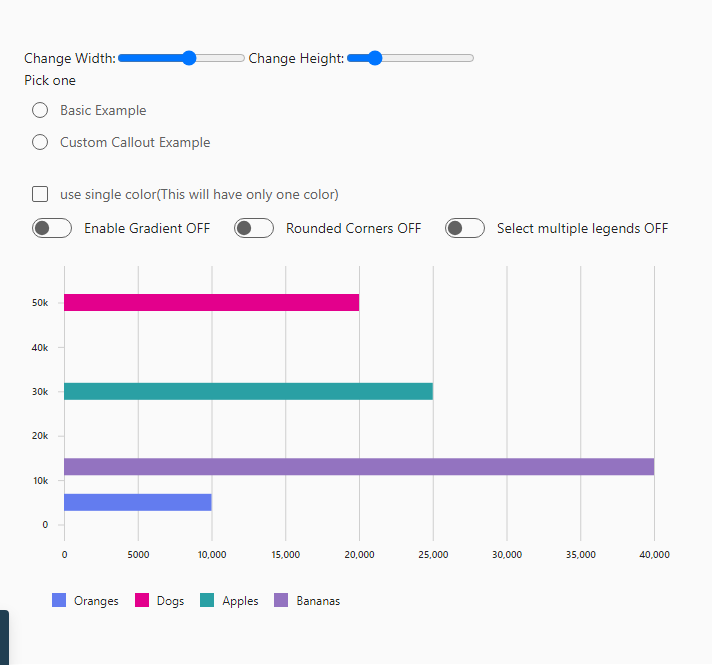 Change Width: Change Height:
Pick one
Basic Example
Custom Callout Example
use single color(This will have only one color)
Enable Gradient OFF Rounded Corners OFF Select multiple legends OFF
50k
40k
30k
20k
10k
0
0 5000 10,000 15,000 20,000 25,000 30,000 35,000 40,000
Oranges Dogs Apples Bananas